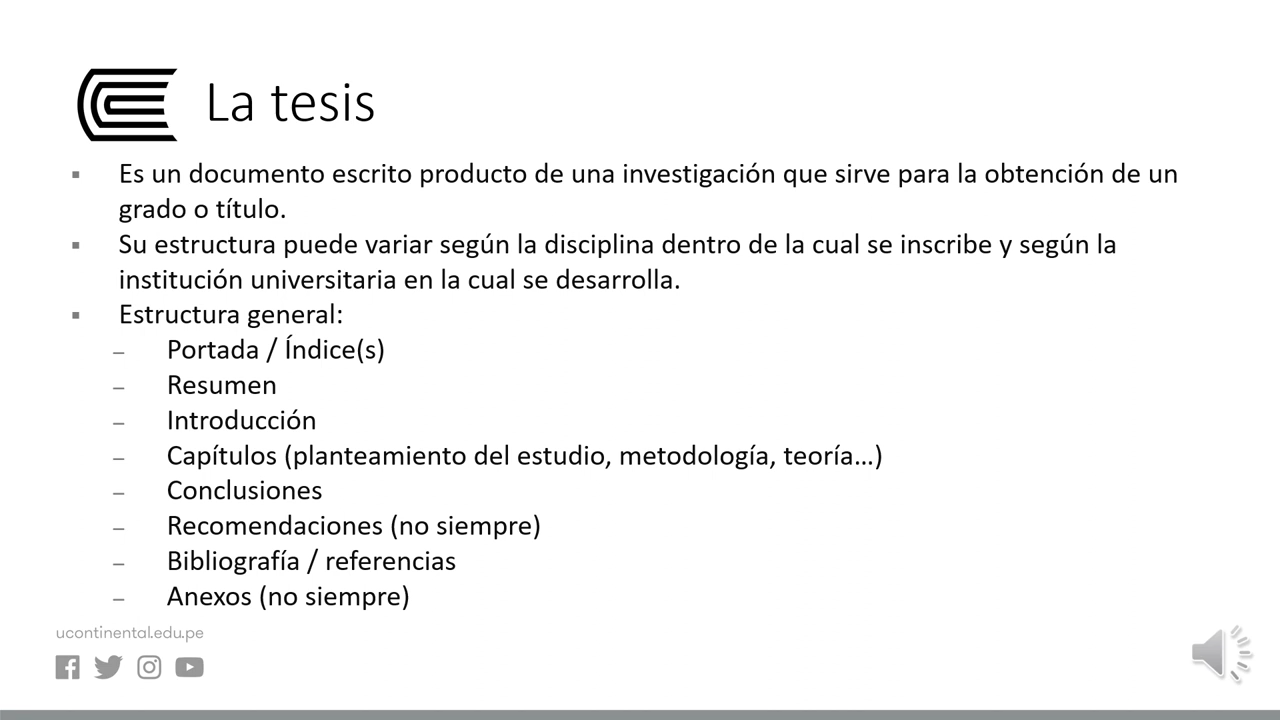 La tesis
▪ Es un documento escrito producto de una investigación que sirve para la obtención de un
grado o título.
▪ Su estructura puede variar según la disciplina dentro de la cual se inscribe y según la
institución universitaria en la cual se desarrolla.
▪ Estructura general:
– Portada / Índice(s)
– Resumen
– Introducción
– Capítulos (planteamiento del estudio, metodología, teoría…)
– Conclusiones
– Recomendaciones (no siempre)
– Bibliografía / referencias
– Anexos (no siempre)
ucontinental.edu.pe